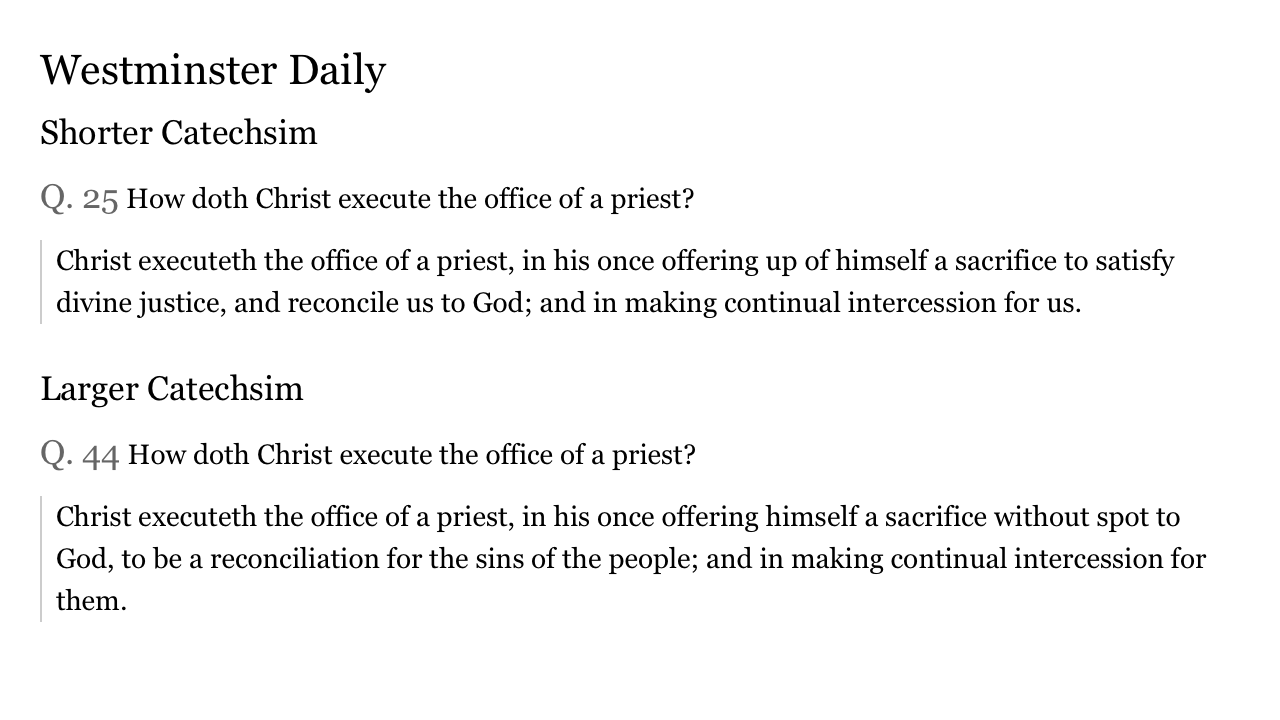 Westminster Daily
Shorter Catechsim
Q. 25 How doth Christ execute the office of a priest?
Christ executeth the office of a priest, in his once offering up of himself a sacrifice to satisfy
divine justice, and reconcile us to God; and in making continual intercession for us.
Larger Catechsim
Q. 44 How doth Christ execute the office of a priest?
Christ executeth the office of a priest, in his once offering himself a sacrifice without spot to
God, to be a reconciliation for the sins of the people; and in making continual intercession for
them.